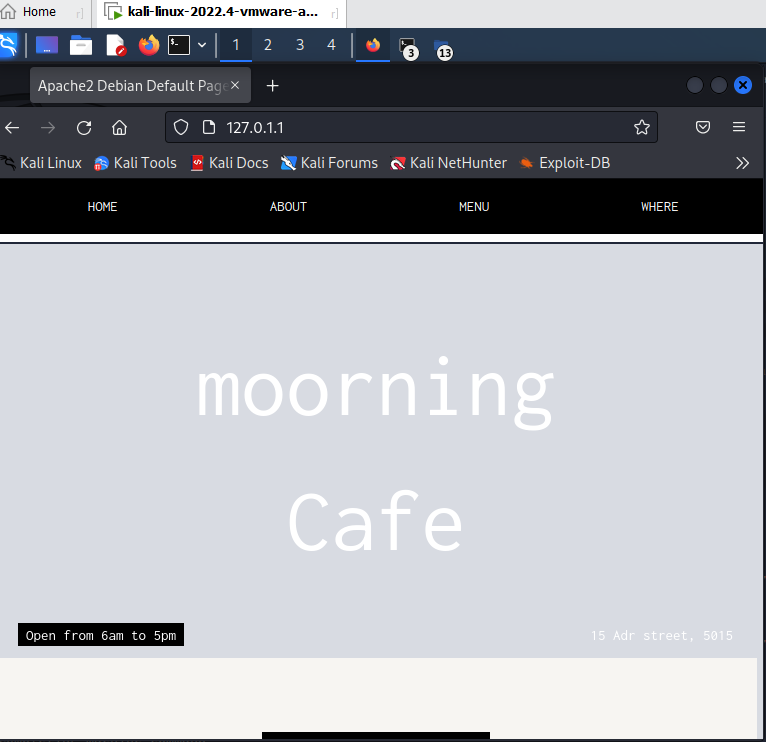 Home
kali-linux-2022.4-vmware-a...
1 2 3 4 3 13
Apache2 Debian Default Page
127.0.1.1
Kali Linux Kali Tools Kali Docs Kali Forums Kali NetHunter Exploit-DB
HOME ABOUT MENU WHERE
moorning
Cafe
Open from 6am to 5pm
15 Adr street, 5015